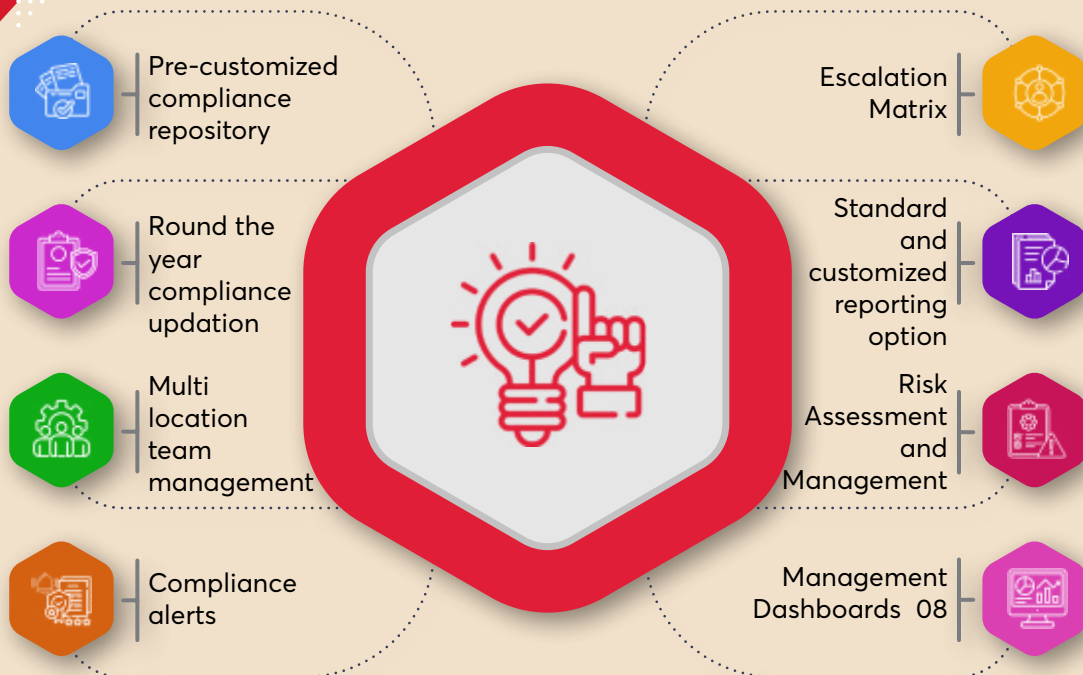 Pre-customized
compliance
repository
Round the
year
compliance
updation
Multi
location
team
management
Compliance
alerts
Escalation
Matrix
Standard
and
customized
reporting
option
Risk
Assessment
and
Management
Management
Dashboards 08